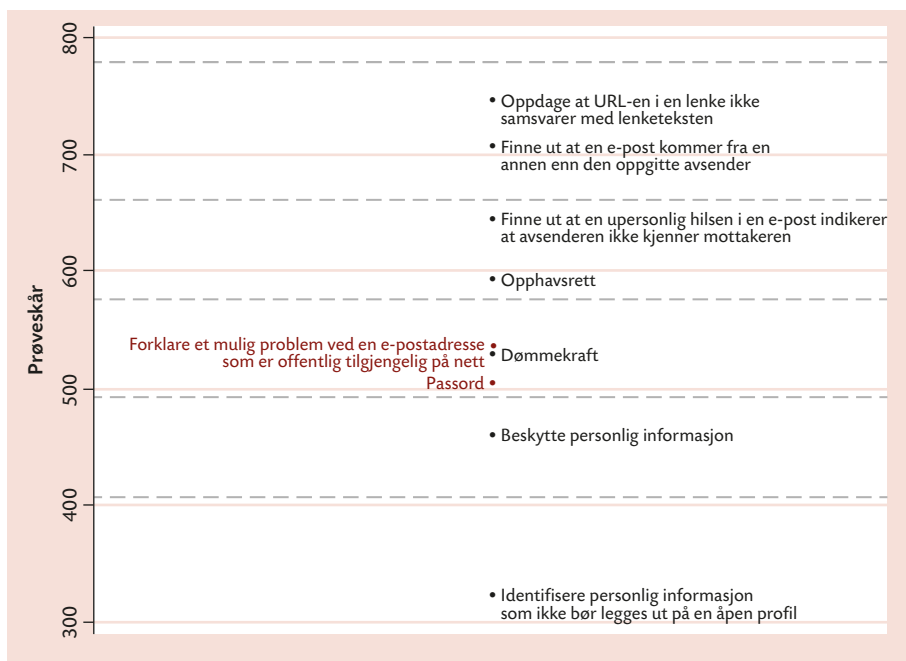 Prøveskår
800
700
600
500
400
300
• Oppdage at URL-en i en lenke ikke
samsvarer med lenketeksten
• Finne ut at en e-post kommer fra en
annen enn den oppgitte avsender
• Finne ut at en upersonlig hilsen i en e-post indikerer
at avsenderen ikke kjenner mottakeren
• Opphavsrett
Forklare et mulig problem ved en e-postadresse •
som er offentlig tilgjengelig på nett
• Dømmekraft
Passord •
• Beskytte personlig informasjon
• Identifisere personlig informasjon
som ikke bør legges ut på en åpen profil